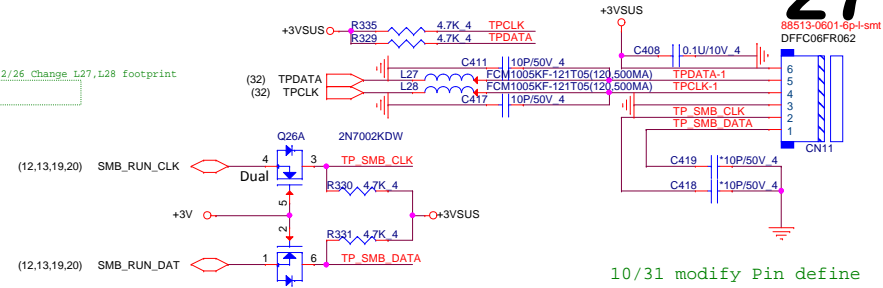 27
+3VSUS
R335 4.7K_4 TPCLK
R329 4.7K_4 TPDATA
+3VSUS
88513-0601-6p-l-smt
DFFC06FR062
C408 0.1U/10V_4
2/26 Change L27,L28 footprint
C411 10P/50V_4
(32) TPDATA L27 FCM1005KF-121T05(120,500MA) TPDATA-1
(32) TPCLK L28 FCM1005KF-121T05(120,500MA) TPCLK-1
C417 10P/50V_4
TP_SMB_CLK
TP_SMB_DATA
6
5
4
3
2
1
CN11
Q26A 2N7002KDW
(12,13,19,20) SMB_RUN_CLK 4 3 TP_SMB_CLK
Dual
5
R330 4.7K_4
C419 *10P/50V_4
C418 *10P/50V_4
+3V
+3VSUS
2
R331 4.7K_4
(12,13,19,20) SMB_RUN_DAT 1 6 TP_SMB_DATA
10/31 modify Pin define